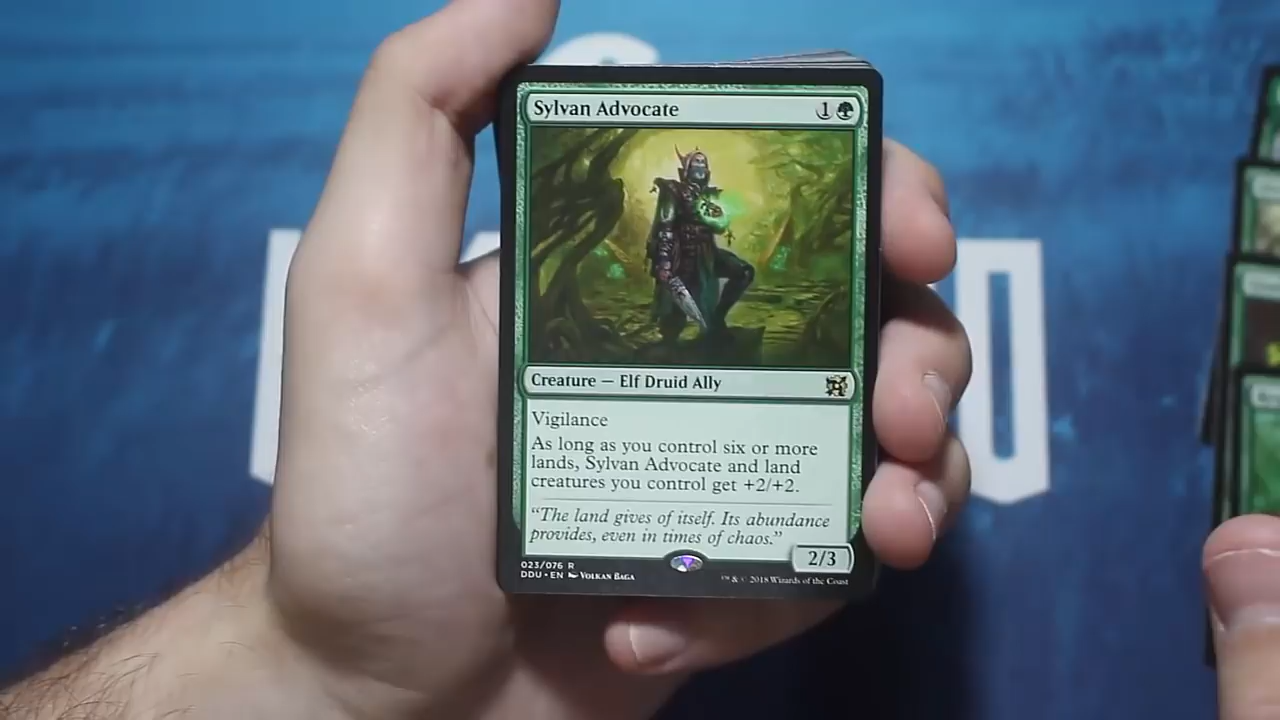 Sylvan Advocate 1
Creature — Elf Druid Ally
Vigilance
As long as you control six or more
lands, Sylvan Advocate and land
creatures you control get +2/+2.
“The land gives of itself. Its abundance
provides, even in times of chaos.”
2/3
023/076 R
DDU • EN Volkan Baga
™ & © 2018 Wizards of the Coast